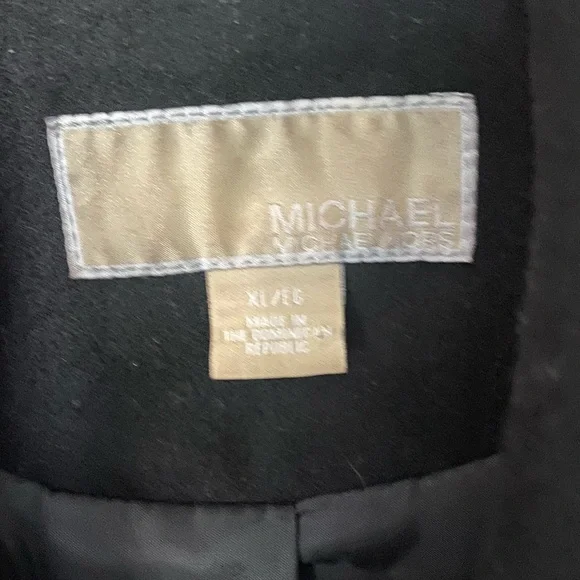 MICHAEL
MICHAEL KORS
XL/EG
MADE IN
THE DOMINICAN
REPUBLIC